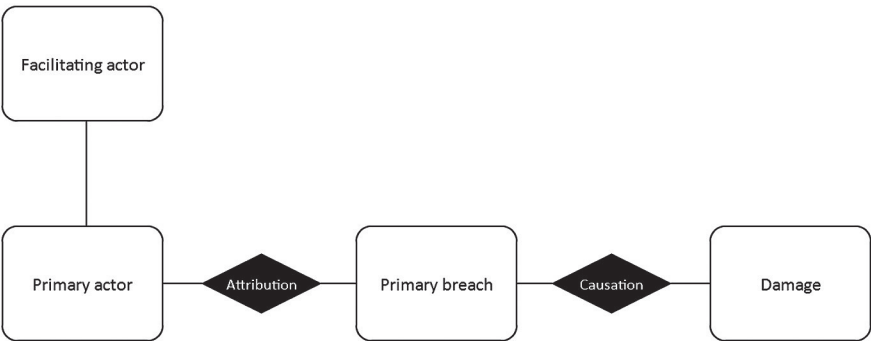 Facilitating actor
Primary actor
Attribution
Primary breach
Causation
Damage